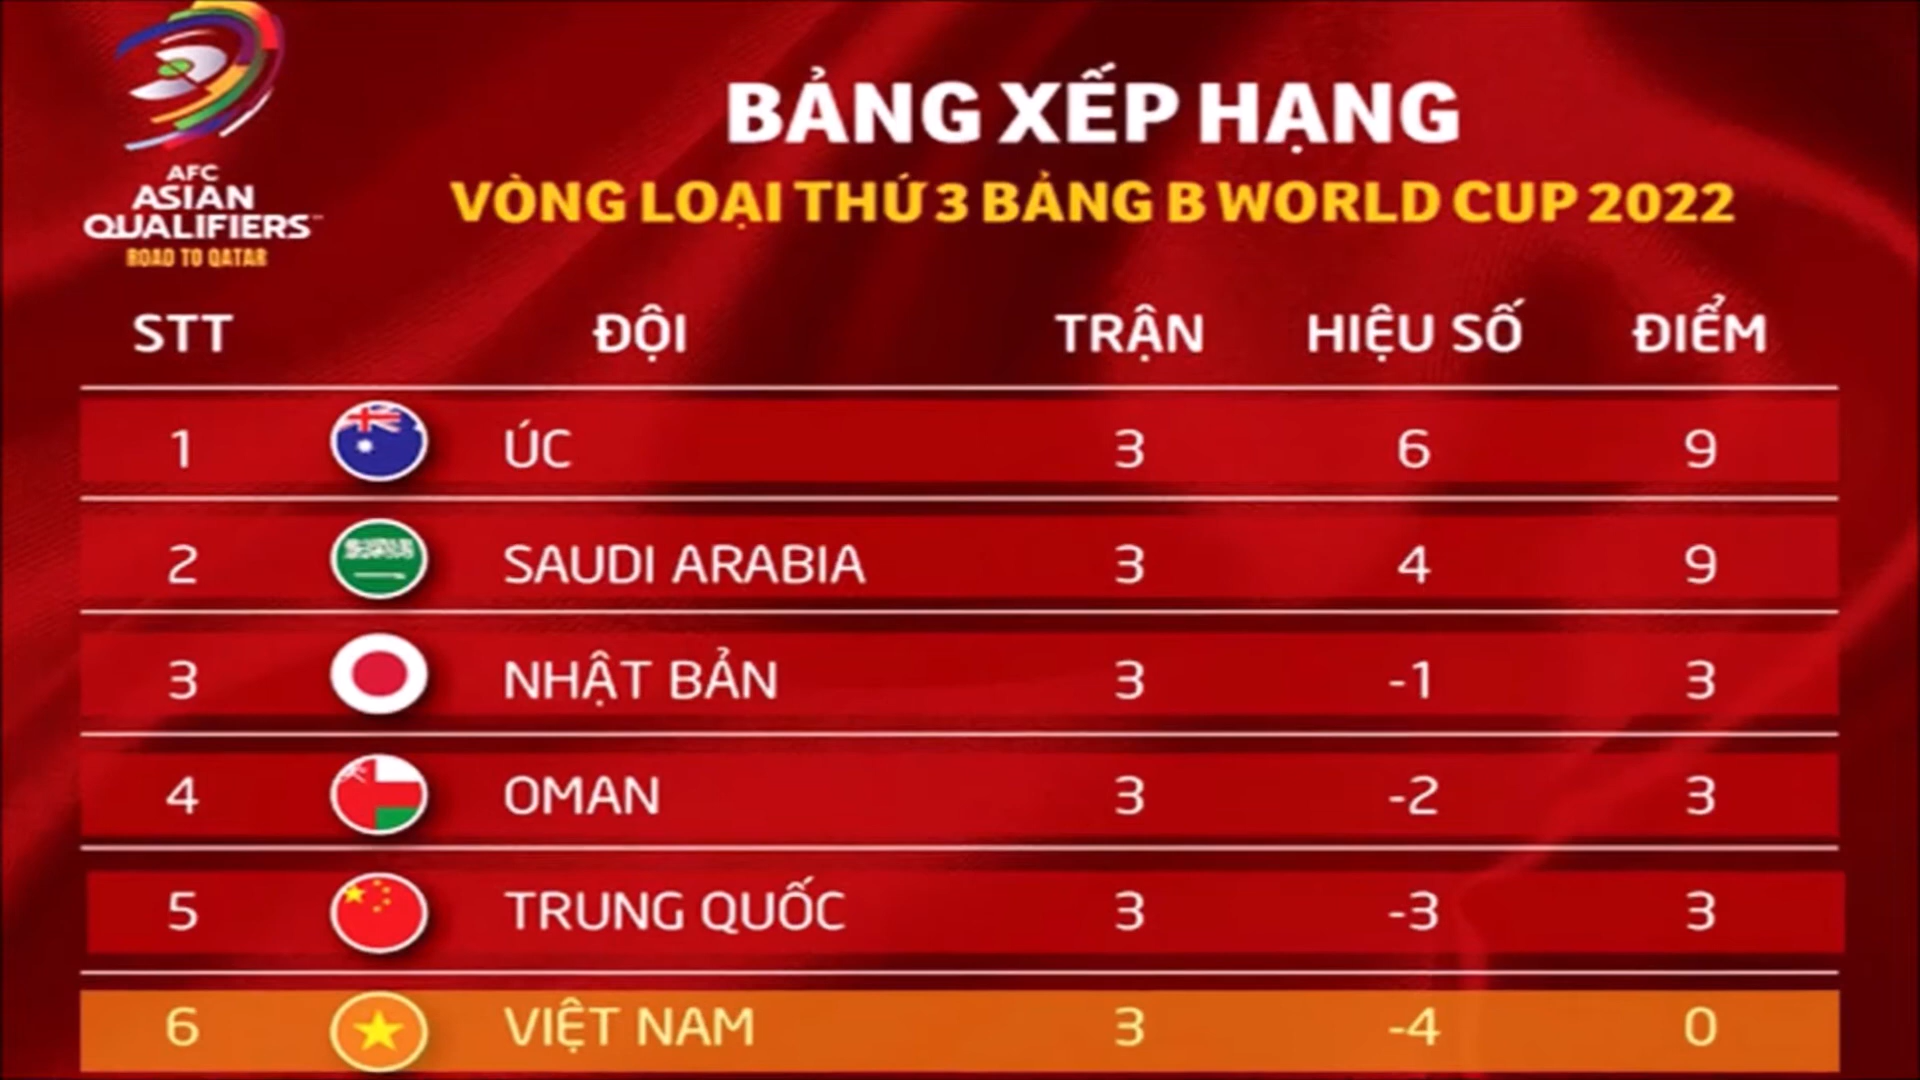 AFC
ASIAN
QUALIFIERS™
ROAD TO QATAR
BẢNG XẾP HẠNG
VÒNG LOẠI THỨ 3 BẢNG B WORLD CUP 2022
STT ĐỘI TRẬN HIỆU SỐ ĐIỂM
1 ÚC 3 6 9
2 SAUDI ARABIA 3 4 9
3 NHẬT BẢN 3 -1 3
4 OMAN 3 -2 3
5 TRUNG QUỐC 3 -3 3
6 VIỆT NAM 3 -4 0